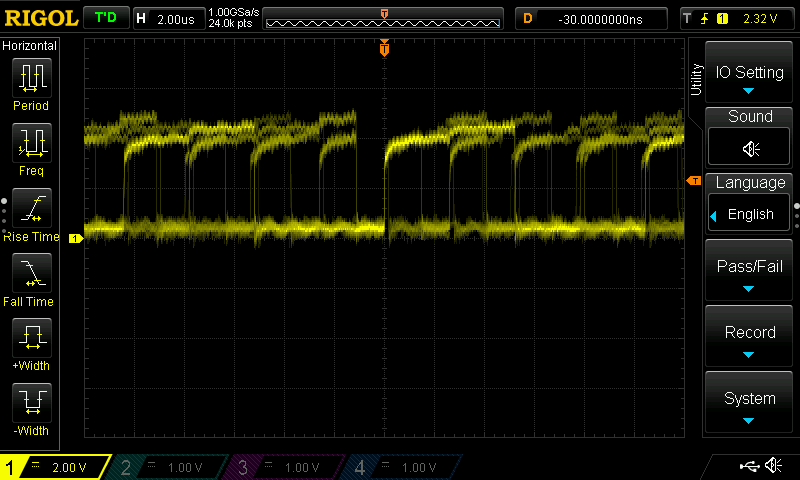 RIGOL T'D H 2.00us 1.00GSa/s D -30.0000000ns T 1 2.32 V
24.0k pts
T
Horizontal
T
Period
Freq
Rise Time
Fall Time
+Width
-Width
T
1
Utility
IO Setting
Sound
Language
English
Pass/Fail
Record
System
1 = 2.00 V 2 = 1.00 V 3 = 1.00 V 4 = 1.00 V